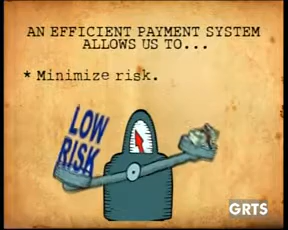 AN EFFICIENT PAYMENT SYSTEM
ALLOWS US TO...
* Minimize risk.
LOW
RISK
GRTS